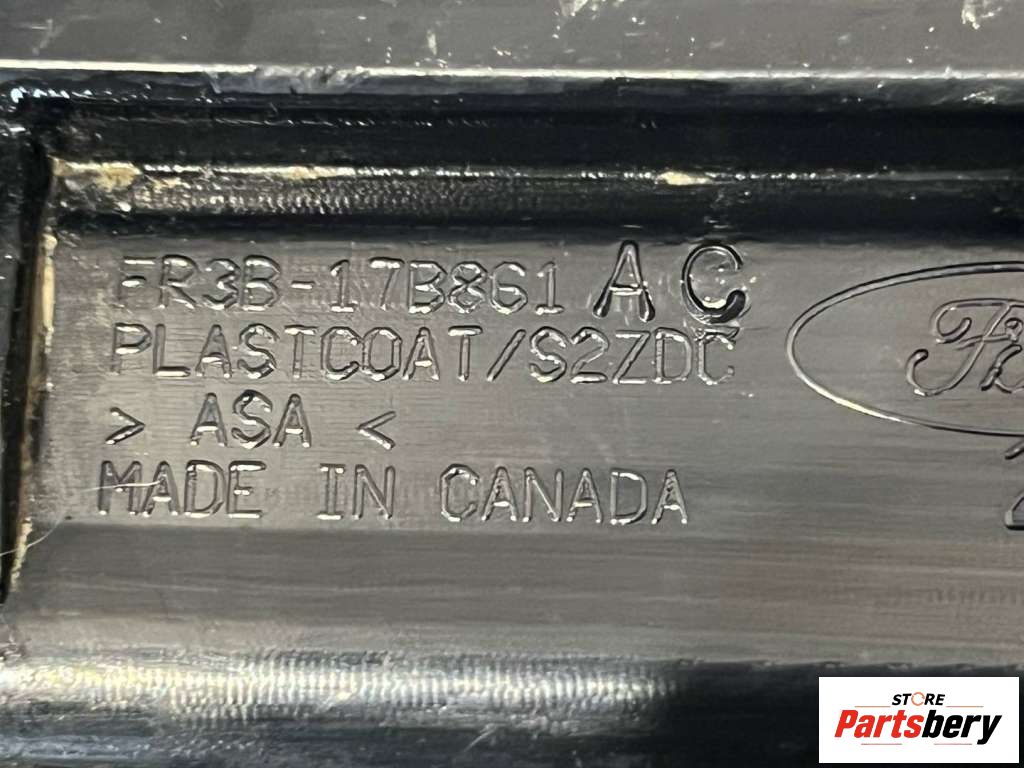 FR3B-17B861 AC
PLASTCOAT/S2ZDC
> ASA <
MADE IN CANADA
STORE
Partsbery